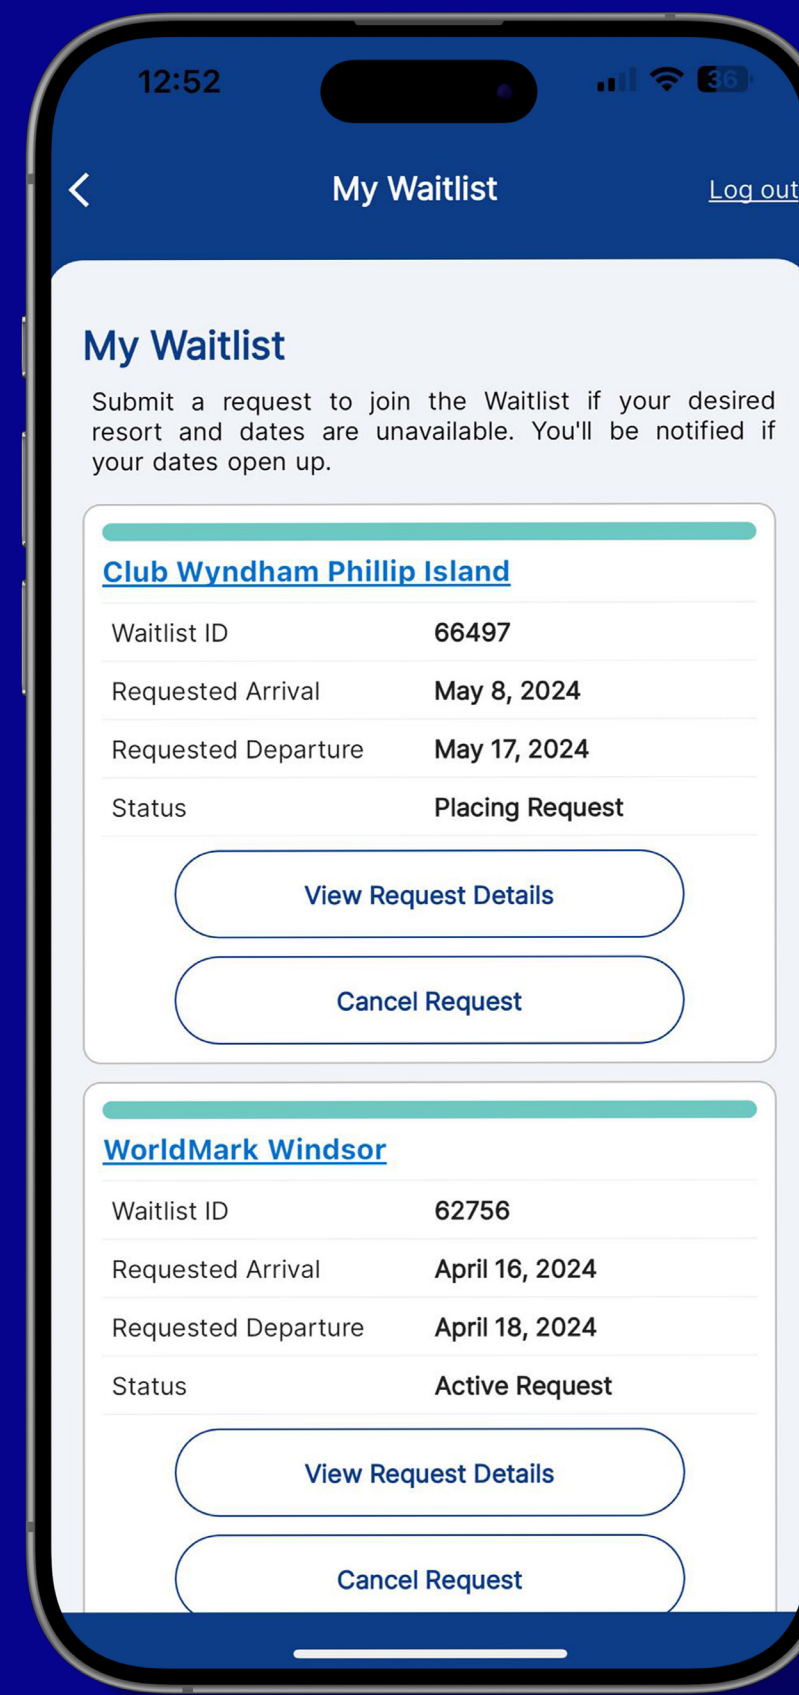 12:52
36
My Waitlist
Log out
My Waitlist
Submit a request to join the Waitlist if your desired
resort and dates are unavailable. You'll be notified if
your dates open up.
Club Wyndham Phillip Island
Waitlist ID 66497
Requested Arrival May 8, 2024
Requested Departure May 17, 2024
Status Placing Request
View Request Details
Cancel Request
WorldMark Windsor
Waitlist ID 62756
Requested Arrival April 16, 2024
Requested Departure April 18, 2024
Status Active Request
View Request Details
Cancel Request